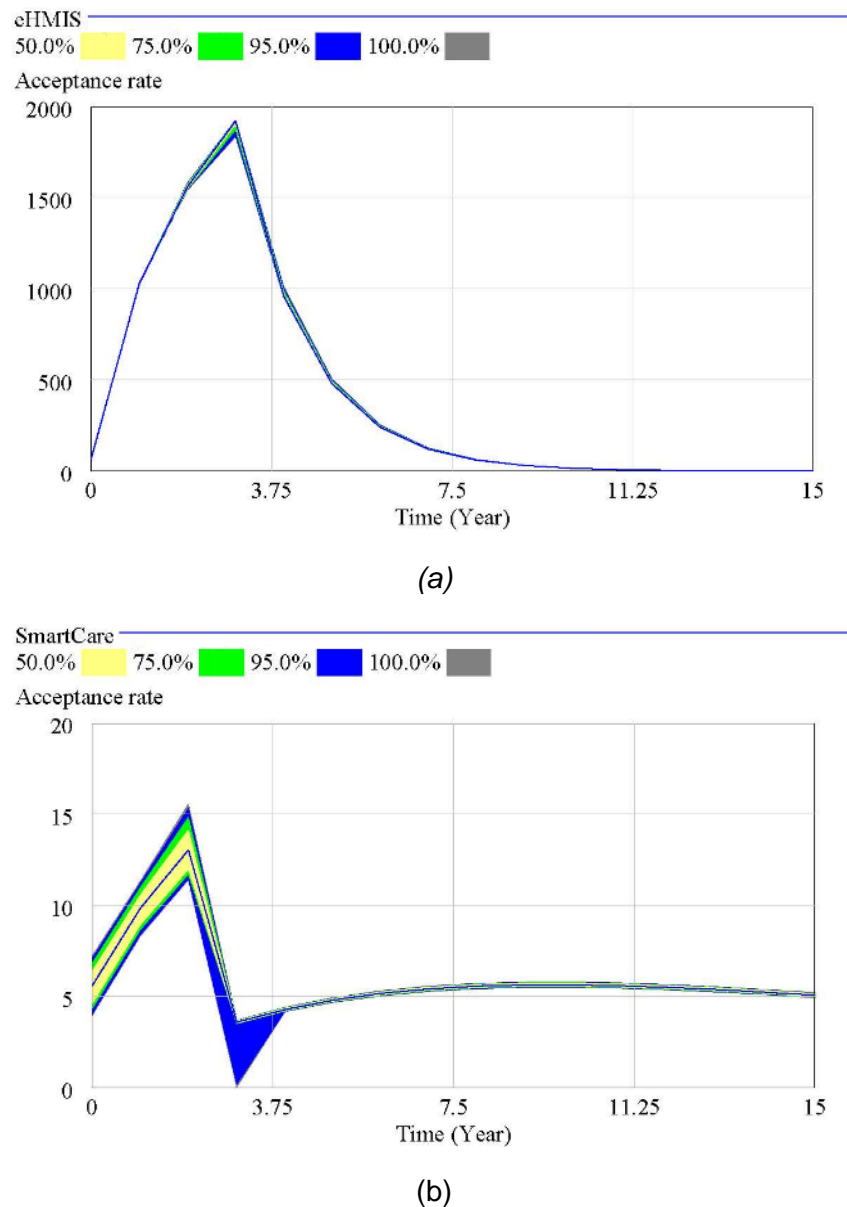 eHMIS
50.0% 75.0% 95.0% 100.0%
Acceptance rate
2000
1500
1000
500
0
0 3.75 7.5 11.25 15
Time (Year)
(a)
SmartCare
50.0% 75.0% 95.0% 100.0%
Acceptance rate
20
15
10
5
0
0 3.75 7.5 11.25 15
Time (Year)
(b)